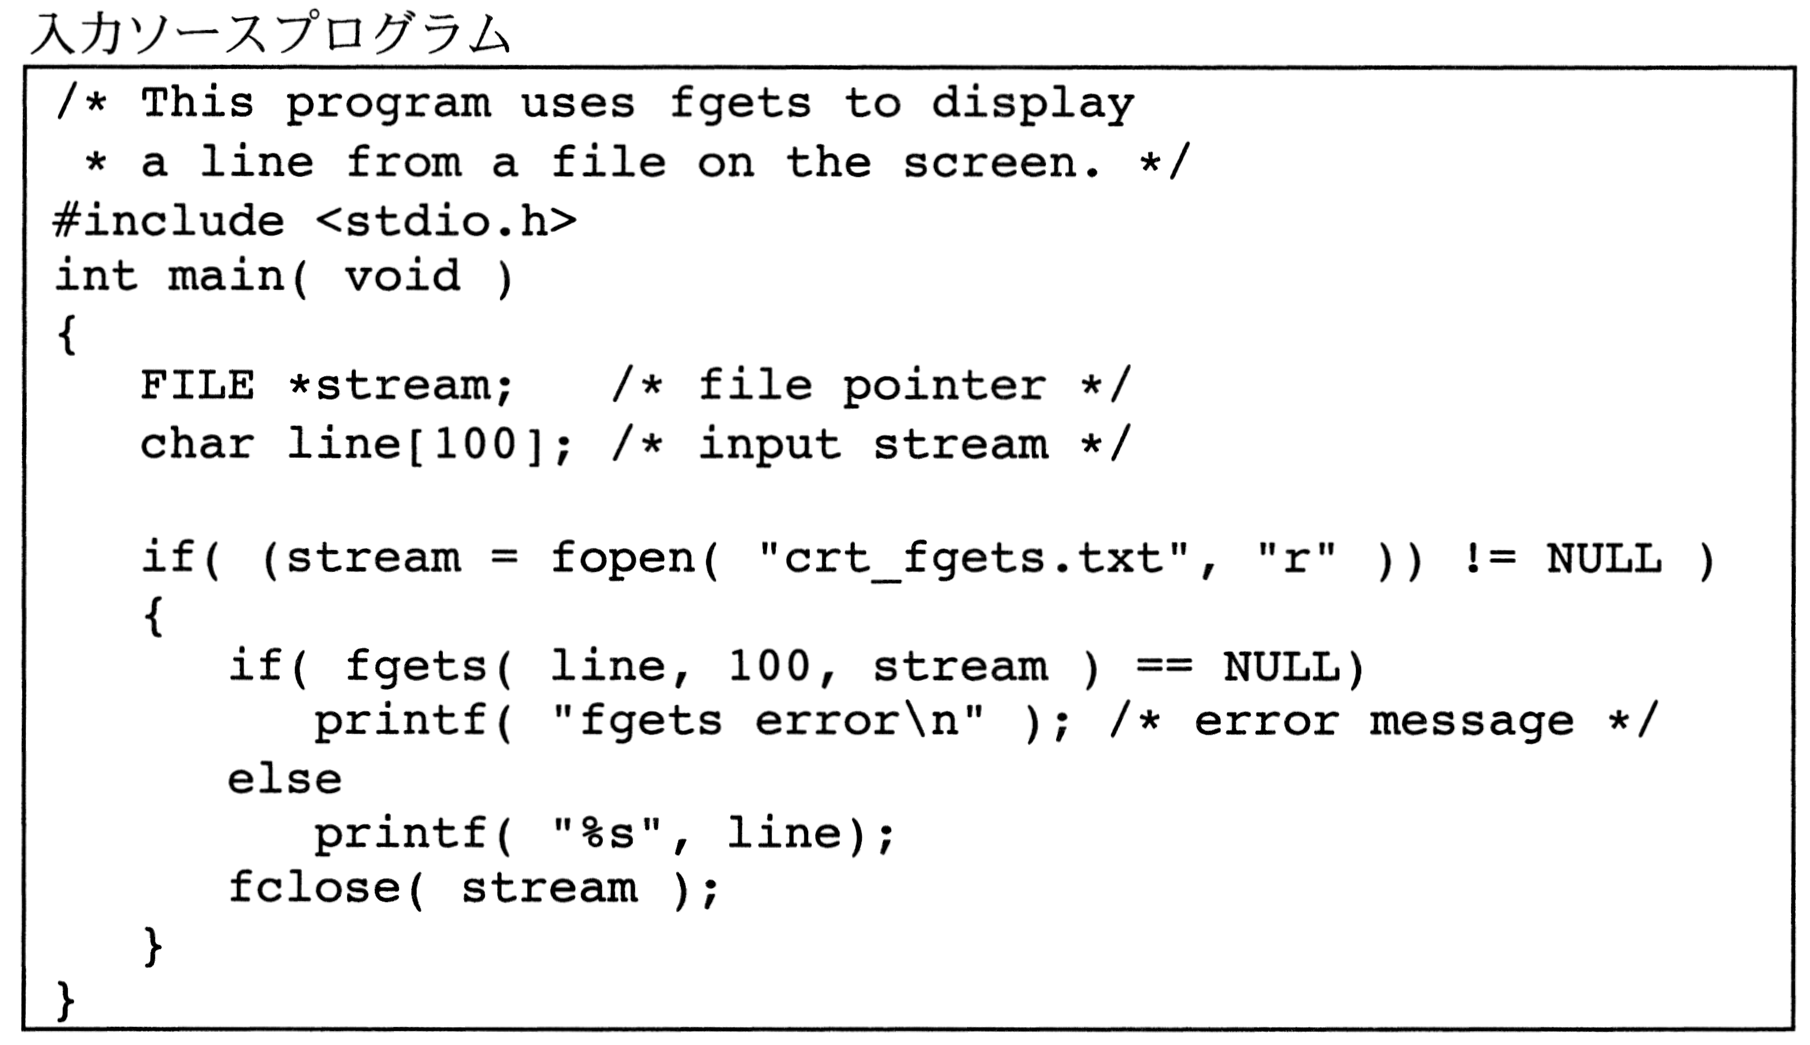 入力ソースプログラム
/* This program uses fgets to display
 * a line from a file on the screen. */
#include <stdio.h>
int main( void )
{
   FILE *stream;   /* file pointer */
   char line[100]; /* input stream */

   if( (stream = fopen( "crt_fgets.txt", "r" )) != NULL )
   {
      if( fgets( line, 100, stream ) == NULL)
         printf( "fgets error\n" ); /* error message */
      else
         printf( "%s", line);
      fclose( stream );
   }
}